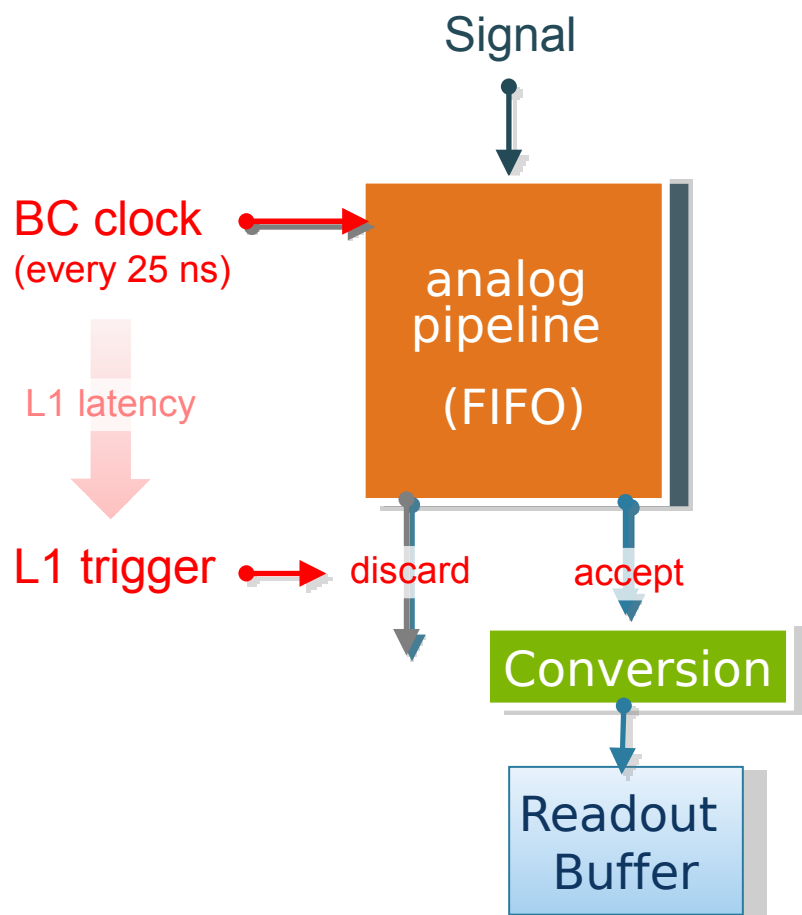 Signal
BC clock
(every 25 ns)
analog
pipeline
(FIFO)
L1 latency
L1 trigger
discard
accept
Conversion
Readout
Buffer